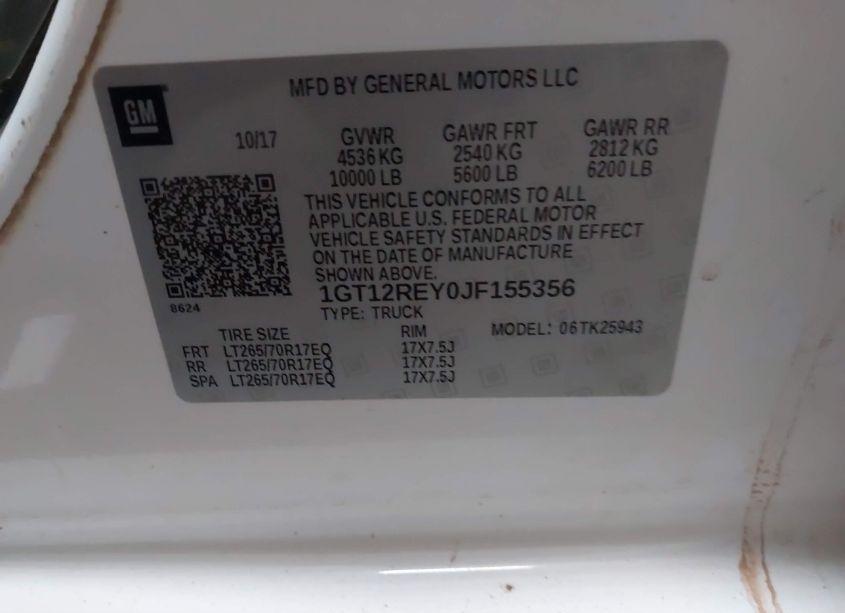 GM
MFD BY GENERAL MOTORS LLC
10/17
GVWR GAWR FRT GAWR RR
4536 KG 2540 KG 2812 KG
10000 LB 5600 LB 6200 LB
THIS VEHICLE CONFORMS TO ALL
APPLICABLE U.S. FEDERAL MOTOR
VEHICLE SAFETY STANDARDS IN EFFECT
ON THE DATE OF MANUFACTURE
SHOWN ABOVE.
1GT12REY0JF155356
8624
TYPE: TRUCK
TIRE SIZE RIM MODEL: 06TK25943
FRT LT265/70R17EQ 17X7.5J
RR LT265/70R17EQ 17X7.5J
SPA LT265/70R17EQ 17X7.5J